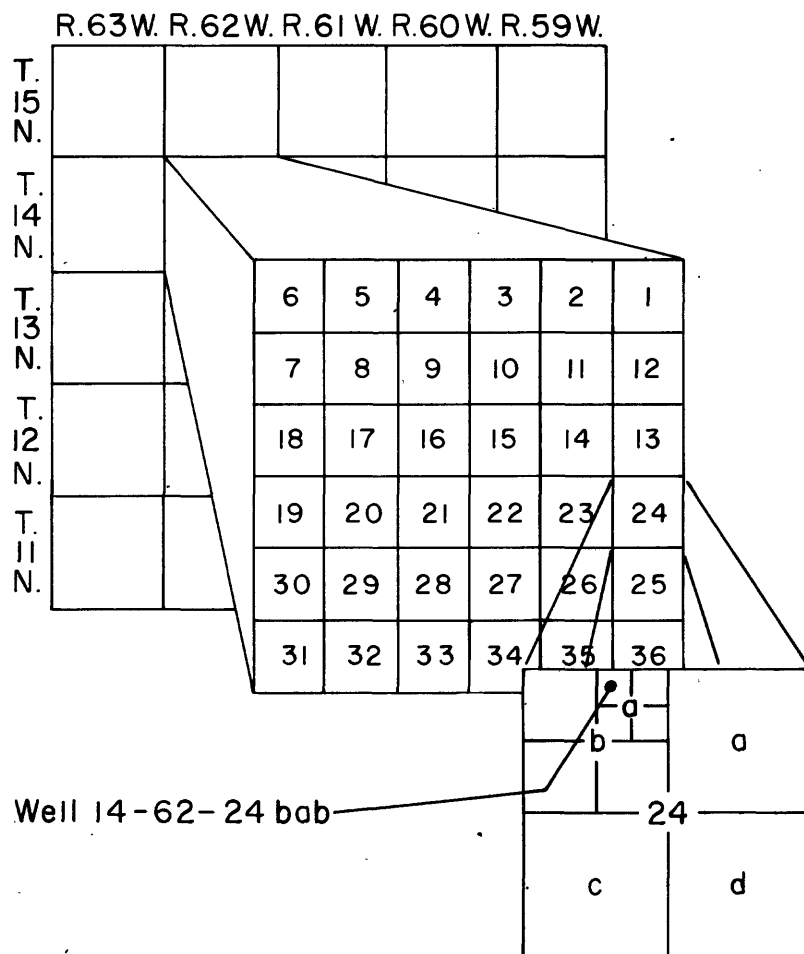 R.63W. R.62W. R.61W. R.60W. R.59W.
T.
15
N.
T.
14
N.
T.
13
N.
T.
12
N.
T.
11
N.
6 5 4 3 2 1
7 8 9 10 11 12
18 17 16 15 14 13
19 20 21 22 23 24
30 29 28 27 26 25
31 32 33 34 35 36
a
b a
Well 14-62-24 bab
24
c d